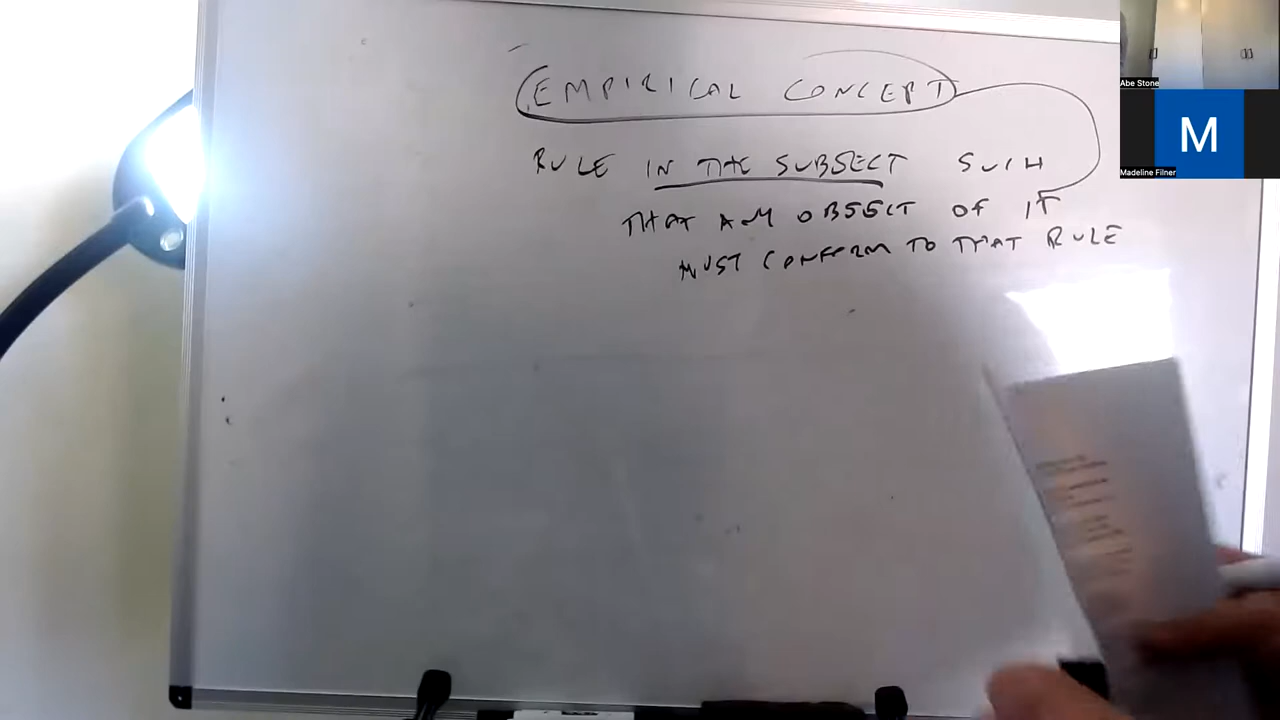 EMPIRICAL CONCEPT
RULE IN THE SUBJECT SUCH
THAT ANY OBJECT OF IT
MUST CONFORM TO THAT RULE
Abe Stone
M
Madeline Filner